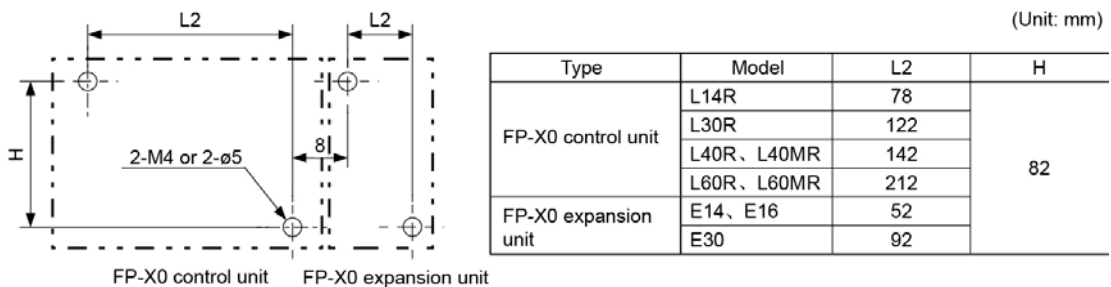 (Unit: mm)
L2 L2
H
8
2-M4 or 2-ø5
FP-X0 control unit FP-X0 expansion unit
Type Model L2 H
FP-X0 control unit L14R 78 82
L30R 122
L40R、L40MR 142
L60R、L60MR 212
FP-X0 expansion unit E14、E16 52
E30 92